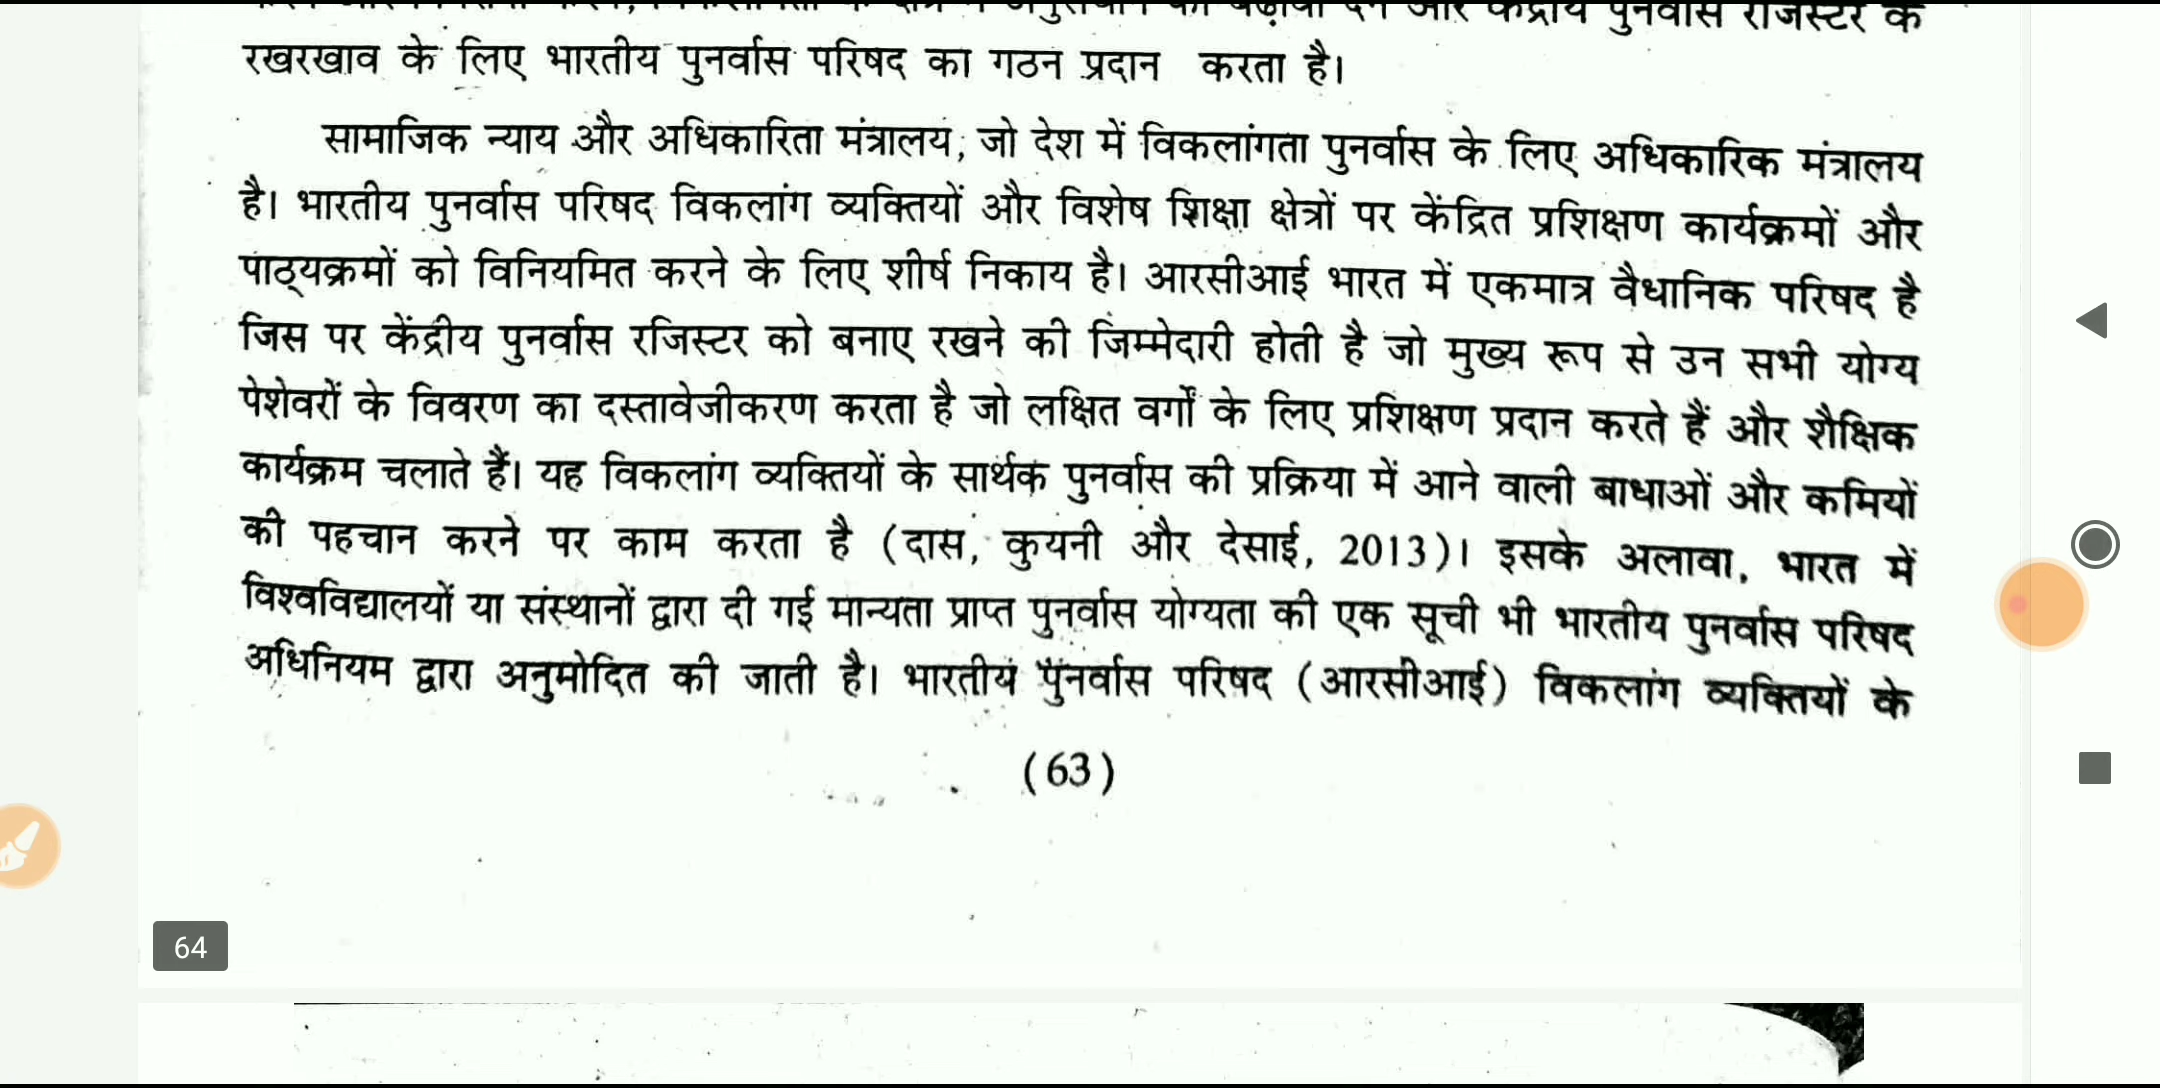 और केंद्रीय पुनर्वास रजिस्टर के
रखरखाव के लिए भारतीय पुनर्वास परिषद का गठन प्रदान करता है।
सामाजिक न्याय और अधिकारिता मंत्रालय, जो देश में विकलांगता पुनर्वास के लिए अधिकारिक मंत्रालय
है। भारतीय पुनर्वास परिषद विकलांग व्यक्तियों और विशेष शिक्षा क्षेत्रों पर केंद्रित प्रशिक्षण कार्यक्रमों और
पाठ्यक्रमों को विनियमित करने के लिए शीर्ष निकाय है। आरसीआई भारत में एकमात्र वैधानिक परिषद है
जिस पर केंद्रीय पुनर्वास रजिस्टर को बनाए रखने की जिम्मेदारी होती है जो मुख्य रूप से उन सभी योग्य
पेशेवरों के विवरण का दस्तावेजीकरण करता है जो लक्षित वर्गों के लिए प्रशिक्षण प्रदान करते हैं और शैक्षिक
कार्यक्रम चलाते हैं। यह विकलांग व्यक्तियों के सार्थक पुनर्वास की प्रक्रिया में आने वाली बाधाओं और कमियों
की पहचान करने पर काम करता है (दास, कुयनी और देसाई, 2013)। इसके अलावा, भारत में
विश्वविद्यालयों या संस्थानों द्वारा दी गई मान्यता प्राप्त पुनर्वास योग्यता की एक सूची भी भारतीय पुनर्वास परिषद
अधिनियम द्वारा अनुमोदित की जाती है। भारतीय पुनर्वास परिषद (आरसीआई) विकलांग व्यक्तियों के
(63)
64